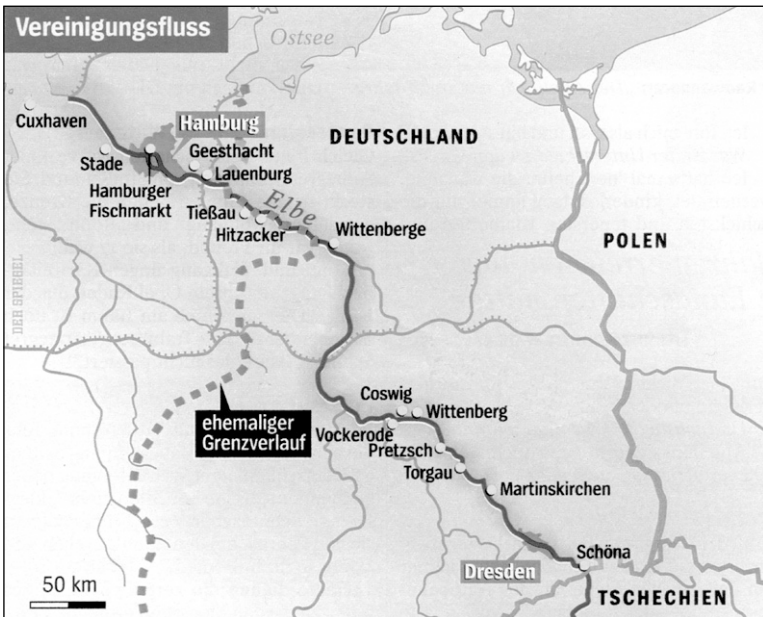 Vereinigungsfluss
Ostsee
Cuxhaven
Hamburg
DEUTSCHLAND
Stade
Geesthacht
Hamburger
Fischmarkt
Lauenburg
Elbe
Tießau
Hitzacker
Wittenberge
POLEN
DER SPIEGEL
Coswig
Wittenberg
ehemaliger
Grenzverlauf
Vockerode
Pretzsch
Torgau
Martinskirchen
Schöna
Dresden
50 km
TSCHECHIEN